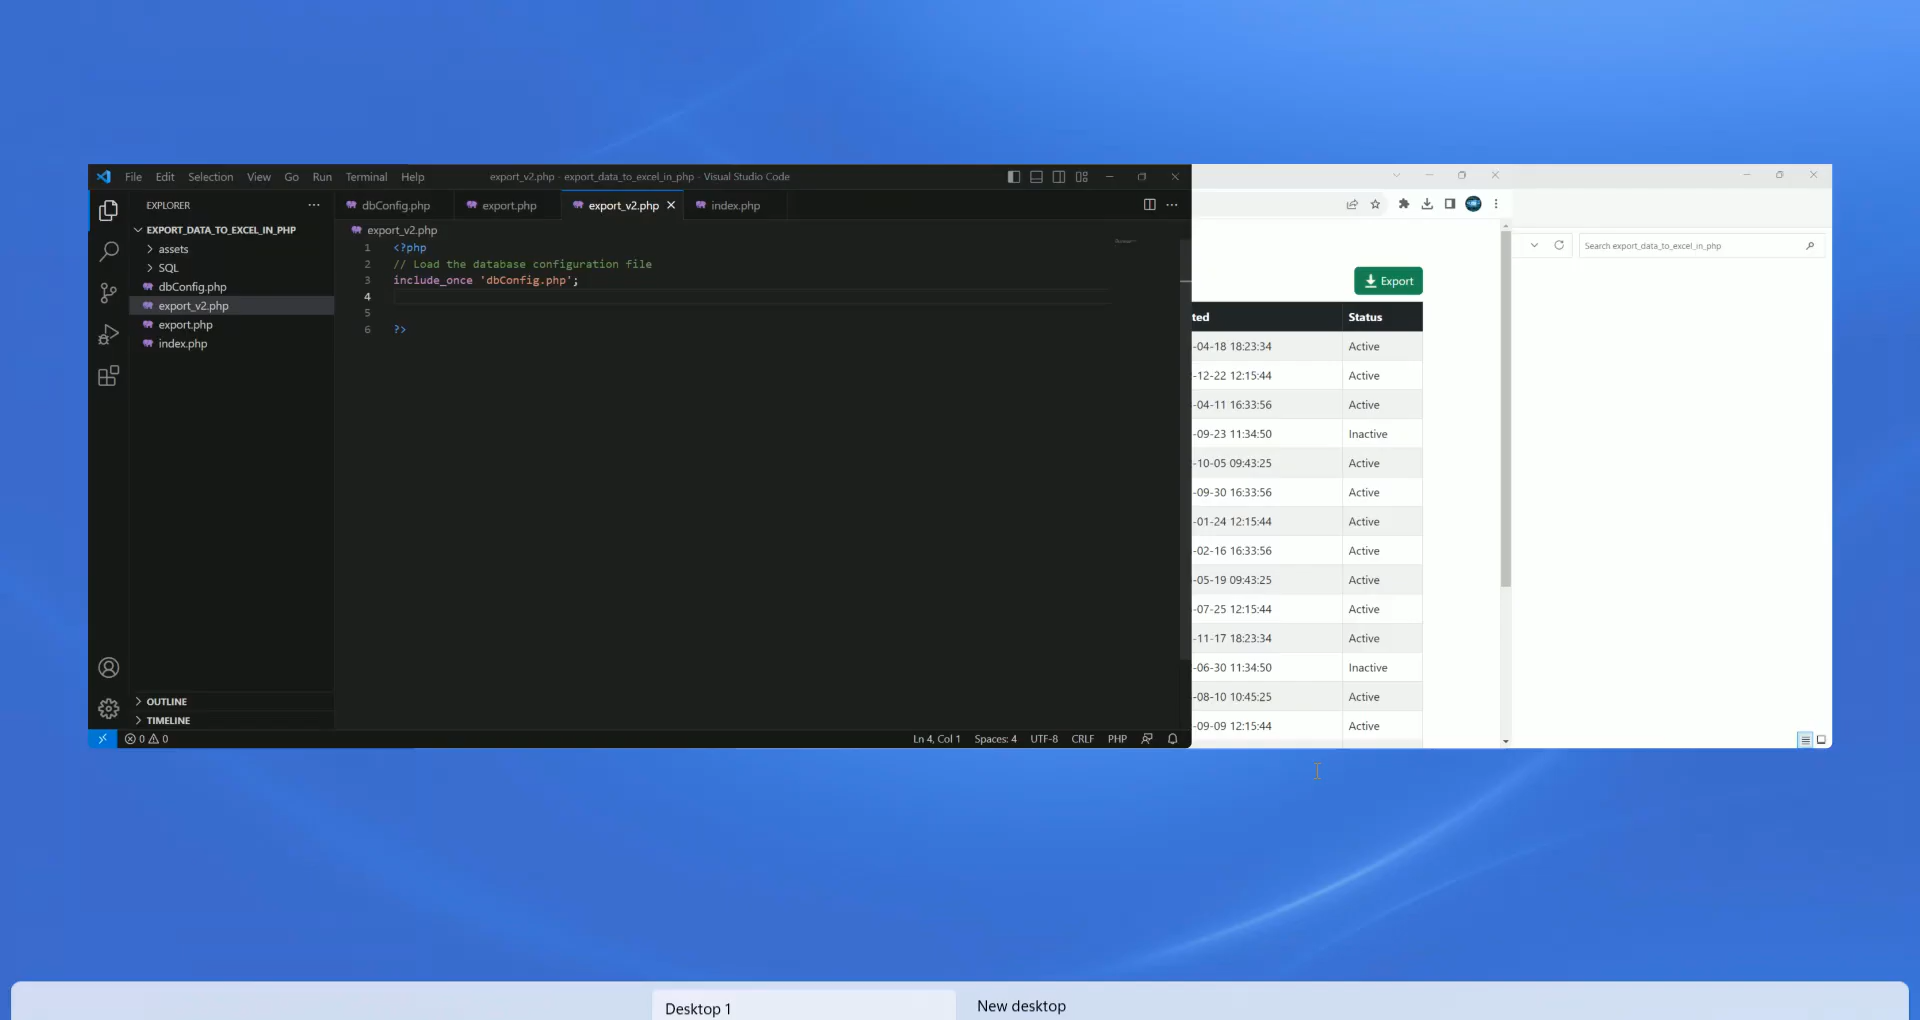 File Edit Selection View Go Run Terminal Help
export_v2.php - export_data_to_excel_in_php - Visual Studio Code
EXPLORER
EXPORT_DATA_TO_EXCEL_IN_PHP
assets
SQL
dbConfig.php
export_v2.php
export.php
index.php
OUTLINE
TIMELINE
dbConfig.php export.php export_v2.php index.php
export_v2.php
1 <?php
2 // Load the database configuration file
3 include_once 'dbConfig.php';
4
5
6 ?>
0 0
Ln 4, Col 1 Spaces: 4 UTF-8 CRLF PHP
Export
ted Status
-04-18 18:23:34 Active
-12-22 12:15:44 Active
-04-11 16:33:56 Active
-09-23 11:34:50 Inactive
-10-05 09:43:25 Active
-09-30 16:33:56 Active
-01-24 12:15:44 Active
-02-16 16:33:56 Active
-05-19 09:43:25 Active
-07-25 12:15:44 Active
-11-17 18:23:34 Active
-06-30 11:34:50 Inactive
-08-10 10:45:25 Active
-09-09 12:15:44 Active
Search export_data_to_excel_in_php
Desktop 1
New desktop